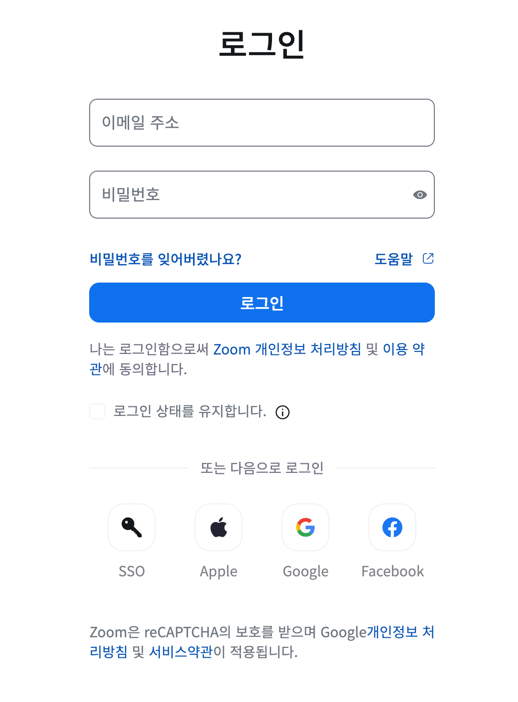 로그인
이메일 주소
비밀번호
비밀번호를 잊어버렸나요?
도움말
로그인
나는 로그인함으로써 Zoom 개인정보 처리방침 및 이용 약
관에 동의합니다.
로그인 상태를 유지합니다.
또는 다음으로 로그인
SSO
Apple
Google
Facebook
Zoom은 reCAPTCHA의 보호를 받으며 Google개인정보 처
리방침 및 서비스약관이 적용됩니다.